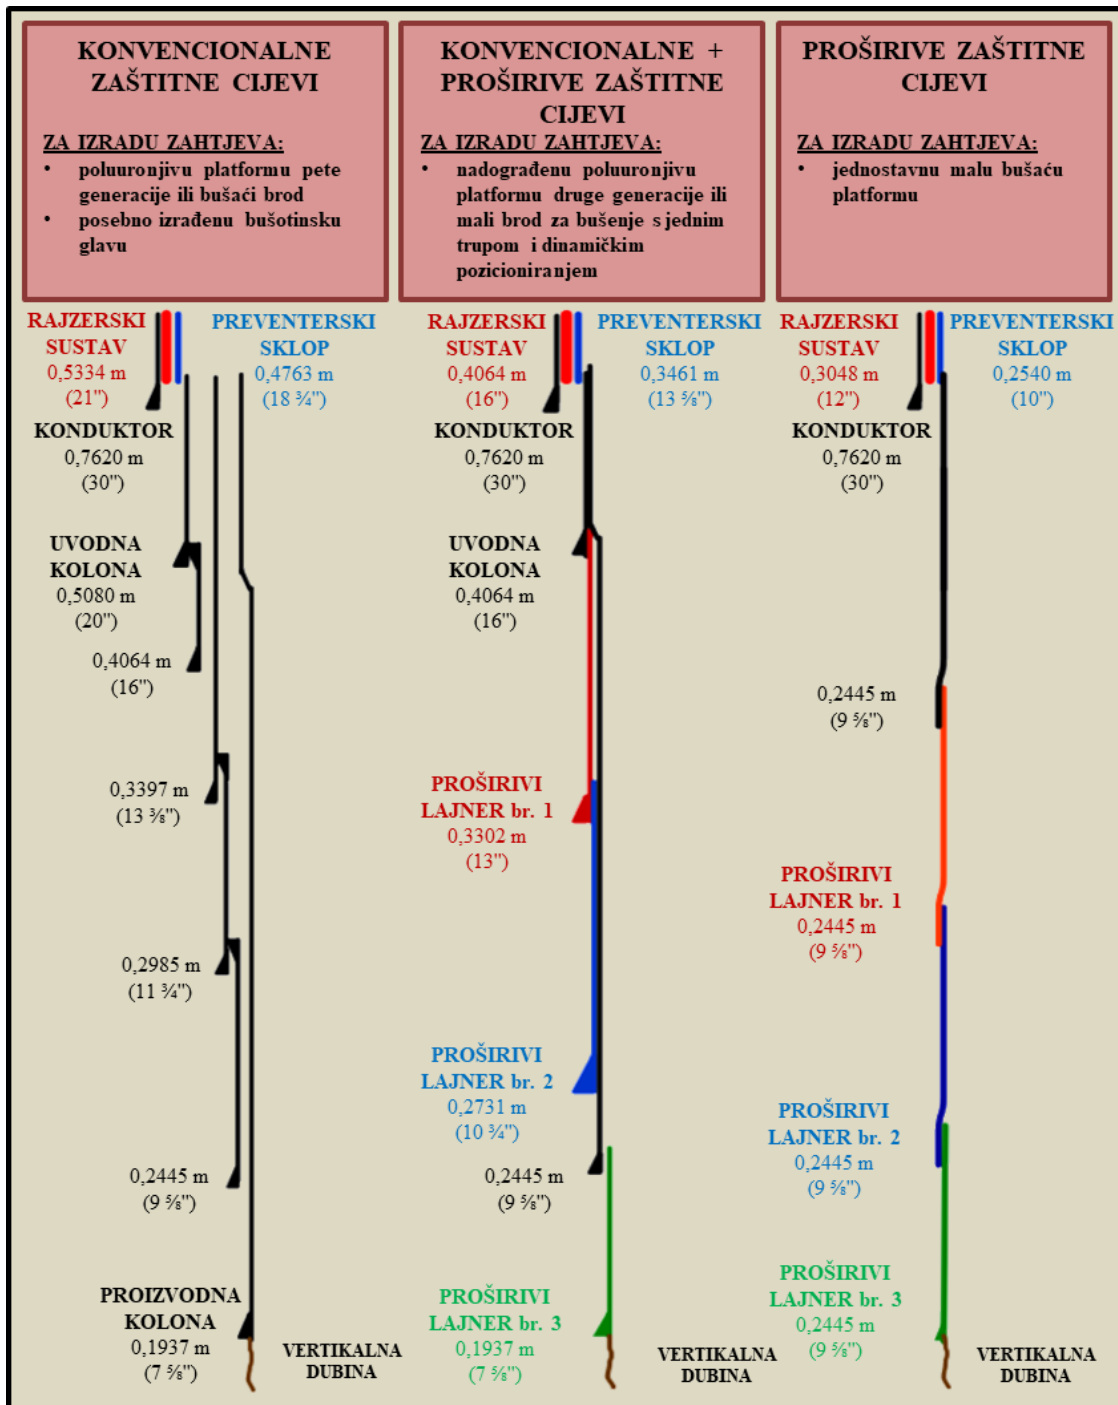 KONVENCIONALNE
ZAŠTITNE CIJEVI
ZA IZRADU ZAHTJEVA:
• poluuronjivu platformu pete
generacije ili bušaći brod
• posebno izrađenu bušotinsku
glavu
RAJZERSKI
SUSTAV
0,5334 m
(21")
PREVENTERSKI
SKLOP
0,4763 m
(18 ¾")
KONDUKTOR
0,7620 m
(30")
UVODNA
KOLONA
0,5080 m
(20")
0,4064 m
(16")
0,3397 m
(13 ⅜")
0,2985 m
(11 ¾")
0,2445 m
(9 ⅝")
PROIZVODNA
KOLONA
0,1937 m
(7 ⅝")
VERTIKALNA
DUBINA
KONVENCIONALNE +
PROŠIRIVE ZAŠTITNE
CIJEVI
ZA IZRADU ZAHTJEVA:
• nadograđenu poluuronjivu
platformu druge generacije ili
mali brod za bušenje s jednim
trupom i dinamičkim
pozicioniranjem
RAJZERSKI
SUSTAV
0,4064 m
(16")
PREVENTERSKI
SKLOP
0,3461 m
(13 ⅝")
KONDUKTOR
0,7620 m
(30")
UVODNA
KOLONA
0,4064 m
(16")
PROŠIRIVI
LAJNER br. 1
0,3302 m
(13")
PROŠIRIVI
LAJNER br. 2
0,2731 m
(10 ¾")
0,2445 m
(9 ⅝")
PROŠIRIVI
LAJNER br. 3
0,1937 m
(7 ⅝")
VERTIKALNA
DUBINA
PROŠIRIVE ZAŠTITNE
CIJEVI
ZA IZRADU ZAHTJEVA:
• jednostavnu malu bušaću
platformu
RAJZERSKI
SUSTAV
0,3048 m
(12")
PREVENTERSKI
SKLOP
0,2540 m
(10")
KONDUKTOR
0,7620 m
(30")
0,2445 m
(9 ⅝")
PROŠIRIVI
LAJNER br. 1
0,2445 m
(9 ⅝")
PROŠIRIVI
LAJNER br. 2
0,2445 m
(9 ⅝")
PROŠIRIVI
LAJNER br. 3
0,2445 m
(9 ⅝")
VERTIKALNA
DUBINA